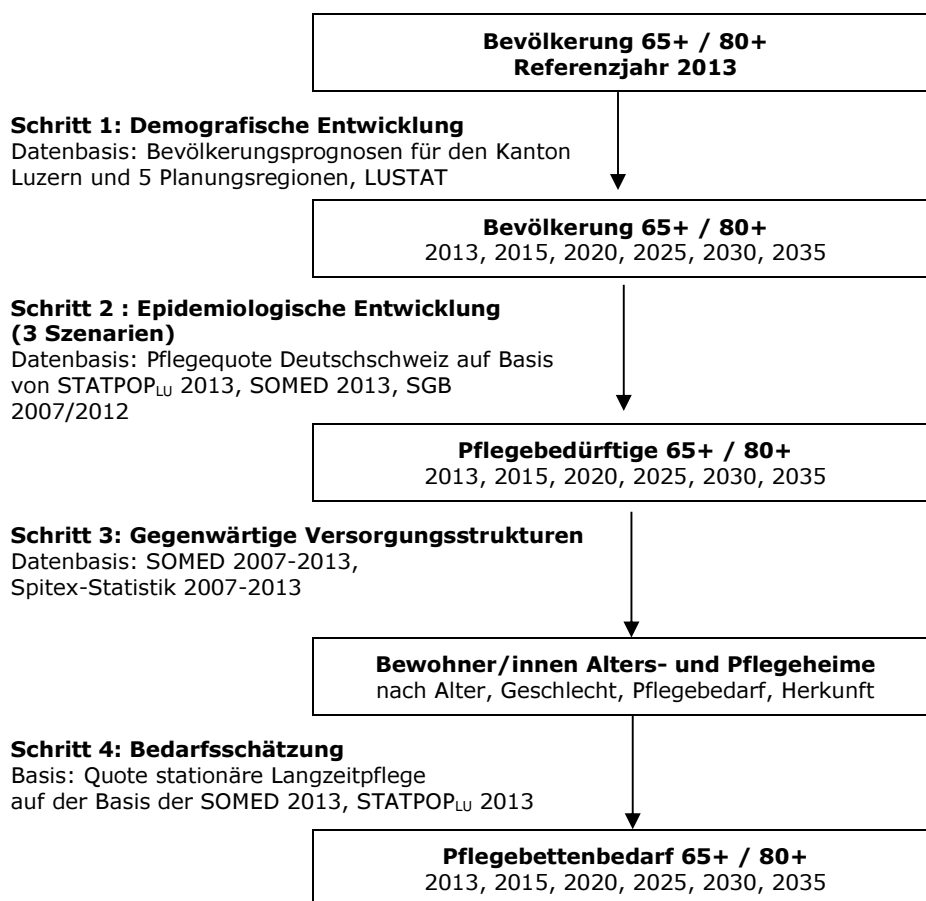 Bevölkerung 65+ / 80+
Referenzjahr 2013
Schritt 1: Demografische Entwicklung
Datenbasis: Bevölkerungsprognosen für den Kanton
Luzern und 5 Planungsregionen, LUSTAT
Bevölkerung 65+ / 80+
2013, 2015, 2020, 2025, 2030, 2035
Schritt 2 : Epidemiologische Entwicklung
(3 Szenarien)
Datenbasis: Pflegequote Deutschschweiz auf Basis
von STATPOPLU 2013, SOMED 2013, SGB
2007/2012
Pflegebedürftige 65+ / 80+
2013, 2015, 2020, 2025, 2030, 2035
Schritt 3: Gegenwärtige Versorgungsstrukturen
Datenbasis: SOMED 2007-2013,
Spitex-Statistik 2007-2013
Bewohner/innen Alters- und Pflegeheime
nach Alter, Geschlecht, Pflegebedarf, Herkunft
Schritt 4: Bedarfsschätzung
Basis: Quote stationäre Langzeitpflege
auf der Basis der SOMED 2013, STATPOPLU 2013
Pflegebettenbedarf 65+ / 80+
2013, 2015, 2020, 2025, 2030, 2035